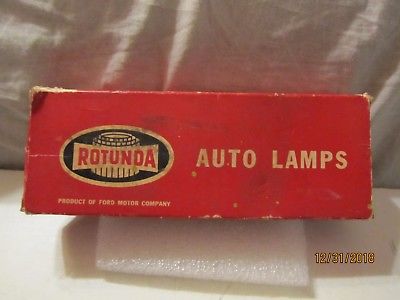 ROTUNDA
AUTO LAMPS
PRODUCT OF FORD MOTOR COMPANY
12/31/2018